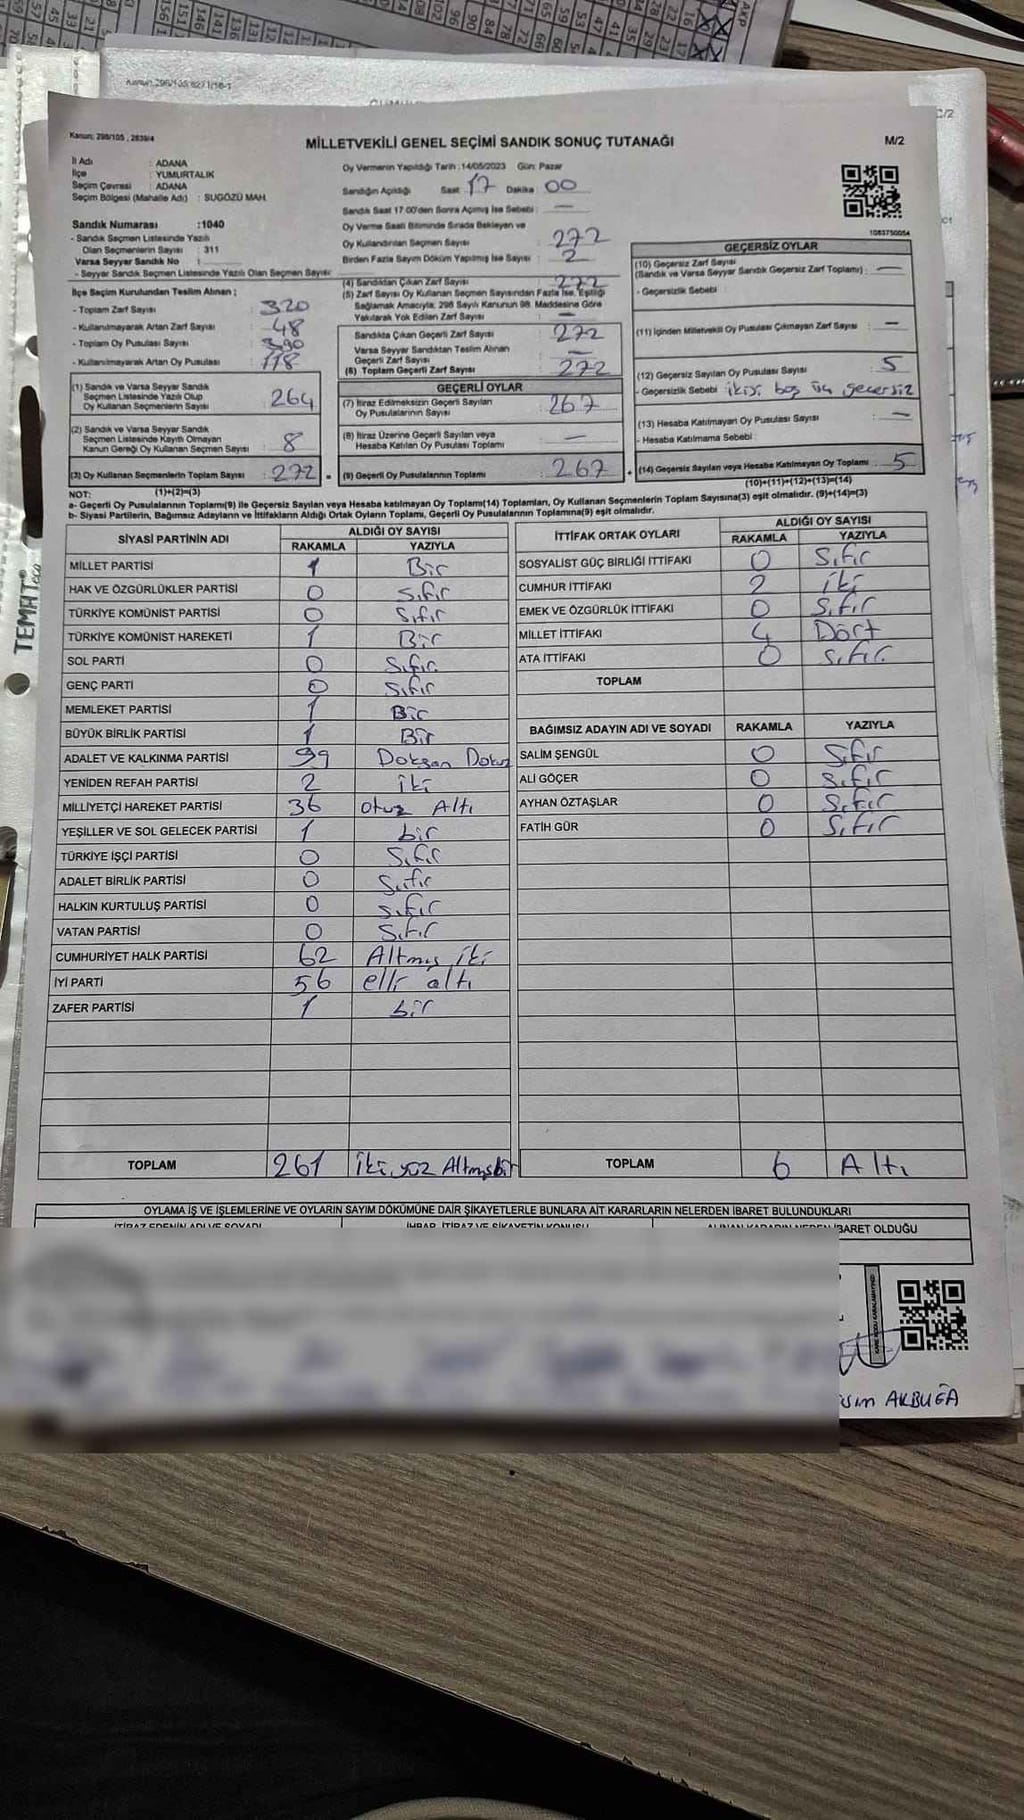 Kanun; 298/105 , 2839/4
MİLLETVEKİLİ GENEL SEÇİMİ SANDIK SONUÇ TUTANAĞI
M/2
İl Adı : ADANA
İlçe : YUMURTALIK
Seçim Çevresi : ADANA
Seçim Bölgesi (Mahalle Adı) : SUGÖZÜ MAH.
Oy Vermenin Yapıldığı Tarih :14/05/2023 Gün: Pazar
Sandığın Açıldığı Saat 17 Dakika 00
Sandık Saat 17.00'den Sonra Açılmış İse Sebebi : —
Oy Verme Saati Bitiminde Sırada Bekleyen ve
Oy Kullandırılan Seçmen Sayısı 272
Birden Fazla Sayım Döküm Yapılmış İse Sayısı 2
1083750054
Sandık Numarası :1040
- Sandık Seçmen Listesinde Yazılı
Olan Seçmenlerin Sayısı : 311
Varsa Seyyar Sandık No :
- Seyyar Sandık Seçmen Listesinde Yazılı Olan Seçmen Sayısı:
İlçe Seçim Kurulundan Teslim Alınan ;
- Toplam Zarf Sayısı 320
- Kullanılmayarak Artan Zarf Sayısı : 48
- Toplam Oy Pusulası Sayısı : 390
- Kullanılmayarak Artan Oy Pusulası : 118
(1) Sandık ve Varsa Seyyar Sandık
Seçmen Listesinde Yazılı Olup
Oy Kullanan Seçmenlerin Sayısı : 264
(2) Sandık ve Varsa Seyyar Sandık
Seçmen Listesinde Kayıtlı Olmayan
Kanun Gereği Oy Kullanan Seçmen Sayısı : 8
(3) Oy Kullanan Seçmenlerin Toplam Sayısı : 272
(4) Sandıktan Çıkan Zarf Sayısı : 272
(5) Zarf Sayısı Oy Kullanan Seçmen Sayısından Fazla İse, Eşitliği
Sağlamak Amacıyla; 298 Sayılı Kanunun 98. Maddesine Göre
Yakılarak Yok Edilen Zarf Sayısı : —
Sandıkta Çıkan Geçerli Zarf Sayısı : 272
Varsa Seyyar Sandıktan Teslim Alınan
Geçerli Zarf Sayısı : —
(6) Toplam Geçerli Zarf Sayısı : 272
GEÇERLİ OYLAR
(7) İtiraz Edilmeksizin Geçerli Sayılan
Oy Pusulalarının Sayısı : 267
(8) İtiraz Üzerine Geçerli Sayılan veya
Hesaba Katılan Oy Pusulası Toplamı : —
(9) Geçerli Oy Pusulalarının Toplamı : 267
GEÇERSİZ OYLAR
(10) Geçersiz Zarf Sayısı
(Sandık ve Varsa Seyyar Sandık Geçersiz Zarf Toplamı) : —
- Geçersizlik Sebebi :
(11) İçinden Milletvekili Oy Pusulası Çıkmayan Zarf Sayısı : —
(12) Geçersiz Sayılan Oy Pusulası Sayısı : 5
- Geçersizlik Sebebi : ikisi boş üç geçersiz
(13) Hesaba Katılmayan Oy Pusulası Sayısı : —
- Hesaba Katılmama Sebebi :
(14) Geçersiz Sayılan veya Hesaba Katılmayan Oy Toplamı : 5
NOT: (1)+(2)=(3)
(10)+(11)+(12)+(13)=(14)
a- Geçerli Oy Pusulalarının Toplamı(9) ile Geçersiz Sayılan veya Hesaba katılmayan Oy Toplamı(14) Toplamları, Oy Kullanan Seçmenlerin Toplam Sayısına(3) eşit olmalıdır. (9)+(14)=(3)
b- Siyasi Partilerin, Bağımsız Adayların ve İttifakların Aldığı Ortak Oyların Toplamı, Geçerli Oy Pusulalarının Toplamına(9) eşit olmalıdır.
SİYASİ PARTİNİN ADI ALDIĞI OY SAYISI
RAKAMLA YAZIYLA
MİLLET PARTİSİ 1 Bir
HAK VE ÖZGÜRLÜKLER PARTİSİ 0 Sıfır
TÜRKİYE KOMÜNİST PARTİSİ 0 Sıfır
TÜRKİYE KOMÜNİST HAREKETİ 1 Bir
SOL PARTİ 0 Sıfır
GENÇ PARTİ 0 Sıfır
MEMLEKET PARTİSİ 1 Bir
BÜYÜK BİRLİK PARTİSİ 1 Bir
ADALET VE KALKINMA PARTİSİ 99 Doksan Dokuz
YENİDEN REFAH PARTİSİ 2 iki
MİLLİYETÇİ HAREKET PARTİSİ 36 otuz Altı
YEŞİLLER VE SOL GELECEK PARTİSİ 1 bir
TÜRKİYE İŞÇİ PARTİSİ 0 Sıfır
ADALET BİRLİK PARTİSİ 0 Sıfır
HALKIN KURTULUŞ PARTİSİ 0 Sıfır
VATAN PARTİSİ 0 Sıfır
CUMHURİYET HALK PARTİSİ 62 Altmış iki
İYİ PARTİ 56 elli altı
ZAFER PARTİSİ 1 bir
TOPLAM 261 İki yüz Altmışbir
İTTİFAK ORTAK OYLARI ALDIĞI OY SAYISI
RAKAMLA YAZIYLA
SOSYALİST GÜÇ BİRLİĞİ İTTİFAKI 0 Sıfır
CUMHUR İTTİFAKI 2 iki
EMEK VE ÖZGÜRLÜK İTTİFAKI 0 Sıfır
MİLLET İTTİFAKI 4 Dört
ATA İTTİFAKI 0 Sıfır
TOPLAM
BAĞIMSIZ ADAYIN ADI VE SOYADI RAKAMLA YAZIYLA
SALİM ŞENGÜL 0 Sıfır
ALİ GÖÇER 0 Sıfır
AYHAN ÖZTAŞLAR 0 Sıfır
FATİH GÜR 0 Sıfır
TOPLAM 6 Altı
OYLAMA İŞ VE İŞLEMLERİNE VE OYLARIN SAYIM DÖKÜMÜNE DAİR ŞİKAYETLERLE BUNLARA AİT KARARLARIN NELERDEN İBARET BULUNDUKLARI
İTİRAZ EDENİN ADI VE SOYADI İHBAR, İTİRAZ VE ŞİKAYETİN KONUSU ALINAN KARARIN NEDEN İBARET OLDUĞU
AKBUĞA
TEMAT eco